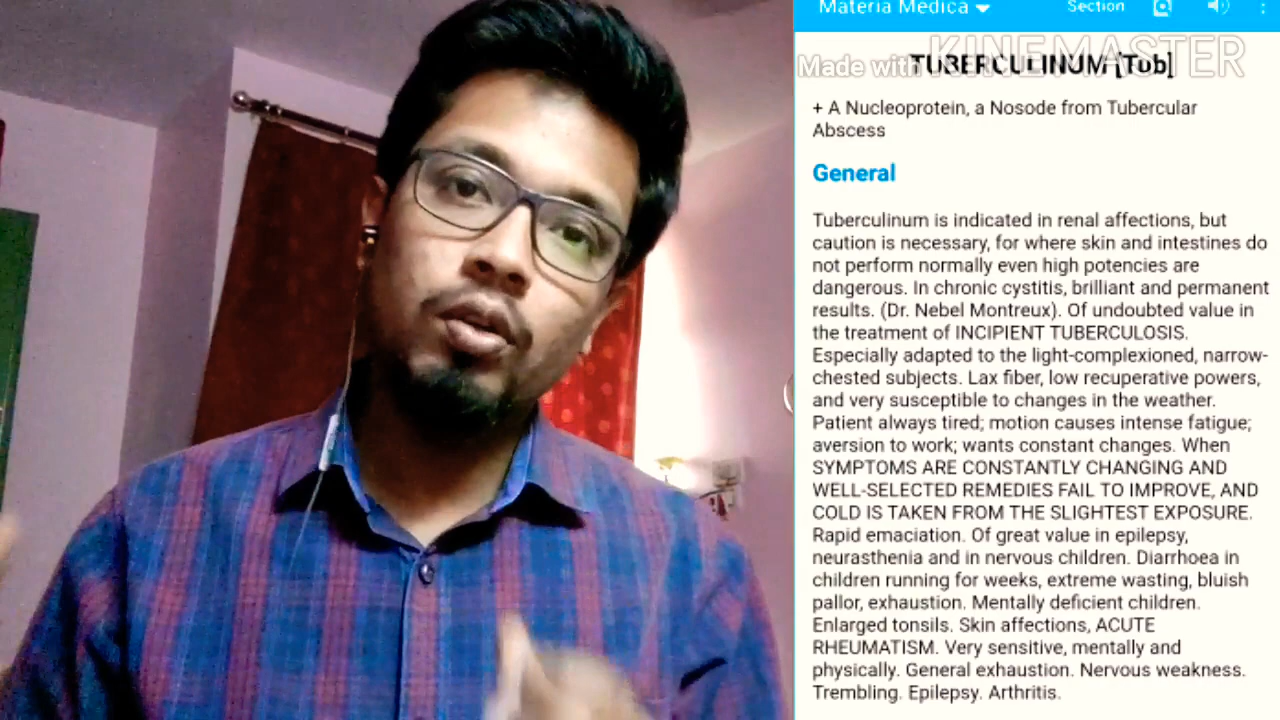 Materia Medica
Section
Made with KINEMASTER
TUBERCULINUM [Tub]
+ A Nucleoprotein, a Nosode from Tubercular
Abscess
General
Tuberculinum is indicated in renal affections, but
caution is necessary, for where skin and intestines do
not perform normally even high potencies are
dangerous. In chronic cystitis, brilliant and permanent
results. (Dr. Nebel Montreux). Of undoubted value in
the treatment of INCIPIENT TUBERCULOSIS.
Especially adapted to the light-complexioned, narrow-
chested subjects. Lax fiber, low recuperative powers,
and very susceptible to changes in the weather.
Patient always tired; motion causes intense fatigue;
aversion to work; wants constant changes. When
SYMPTOMS ARE CONSTANTLY CHANGING AND
WELL-SELECTED REMEDIES FAIL TO IMPROVE, AND
COLD IS TAKEN FROM THE SLIGHTEST EXPOSURE.
Rapid emaciation. Of great value in epilepsy,
neurasthenia and in nervous children. Diarrhoea in
children running for weeks, extreme wasting, bluish
pallor, exhaustion. Mentally deficient children.
Enlarged tonsils. Skin affections, ACUTE
RHEUMATISM. Very sensitive, mentally and
physically. General exhaustion. Nervous weakness.
Trembling. Epilepsy. Arthritis.